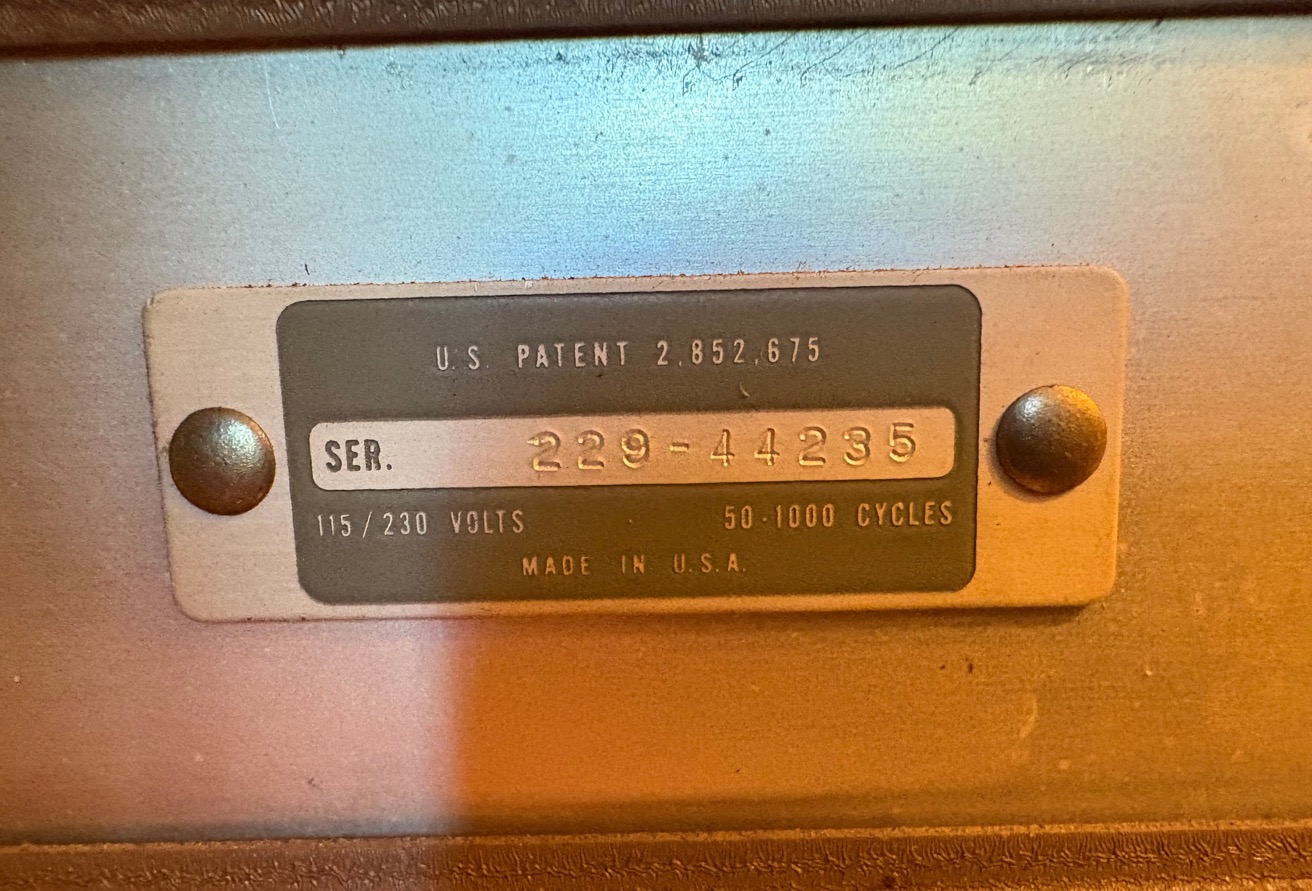 U.S. PATENT 2,852,675
SER. 229-44235
115/230 VOLTS 50-1000 CYCLES
MADE IN U.S.A.